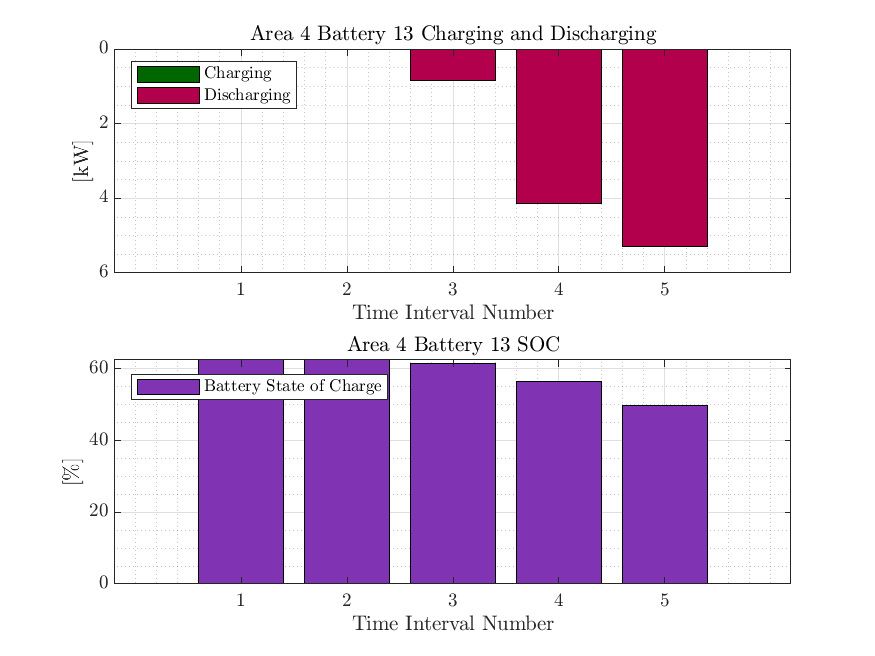 Area 4 Battery 13 Charging and Discharging
0
2
4
6
[kW]
Charging
Discharging
1 2 3 4 5
Time Interval Number
Area 4 Battery 13 SOC
60
40
20
0
[%]
Battery State of Charge
1 2 3 4 5
Time Interval Number